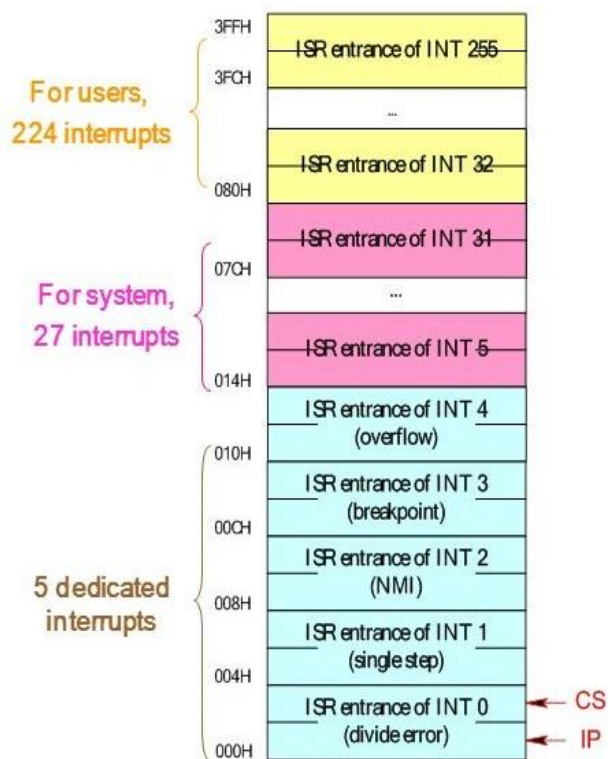 3FFH
ISR entrance of INT 255
3FCH
For users,
224 interrupts
...
ISR entrance of INT 32
080H
ISR entrance of INT 31
07CH
For system,
27 interrupts
...
ISR entrance of INT 5
014H
ISR entrance of INT 4
(overflow)
010H
ISR entrance of INT 3
(breakpoint)
00CH
ISR entrance of INT 2
(NMI)
5 dedicated
interrupts
008H
ISR entrance of INT 1
(single step)
004H
ISR entrance of INT 0
(divide error)
CS
IP
000H